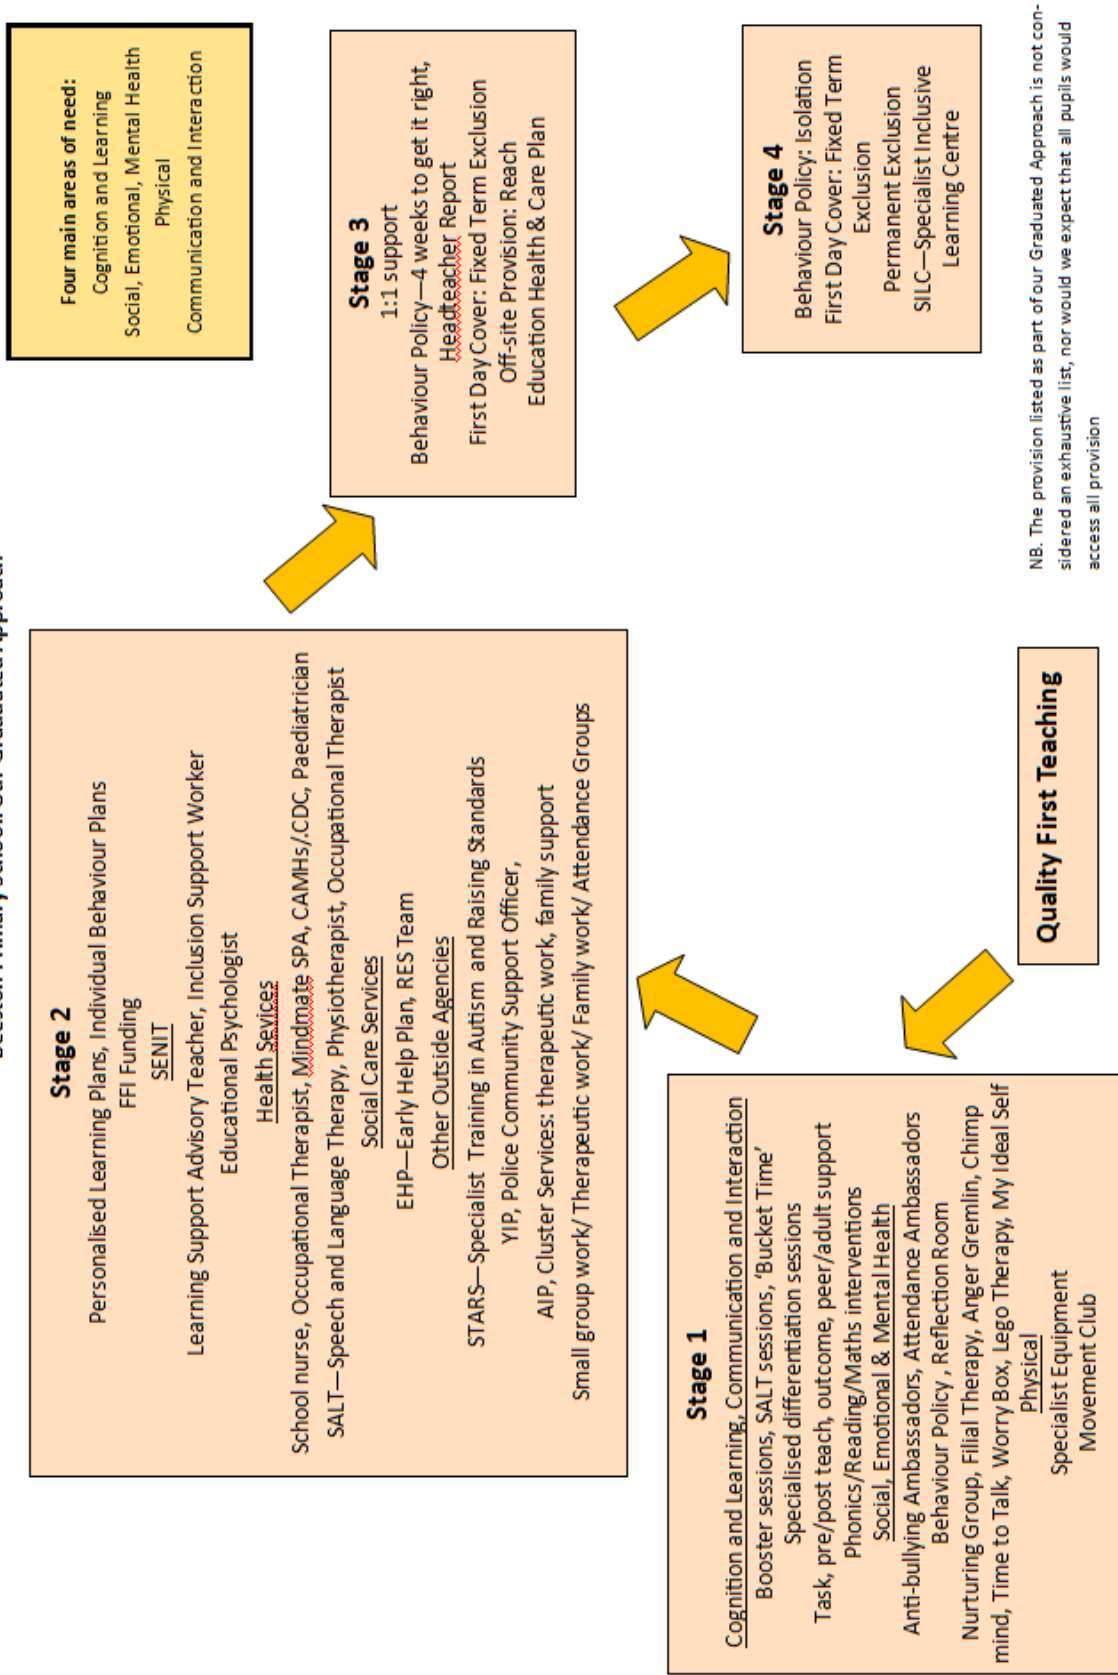 Four main areas of need:
Cognition and Learning
Social, Emotional, Mental Health
Physical
Communication and Interaction
Stage 2
Personalised Learning Plans, Individual Behaviour Plans
FFI Funding
SENIT
Learning Support Advisory Teacher, Inclusion Support Worker
Educational Psychologist
Health Sevices
School nurse, Occupational Therapist, Mindmate SPA, CAMHs/.CDC, Paediatrician
SALT—Speech and Language Therapy, Physiotherapist, Occupational Therapist
Social Care Services
EHP—Early Help Plan, RES Team
Other Outside Agencies
STARS—Specialist Training in Autism and Raising Standards
YIP, Police Community Support Officer,
AIP, Cluster Services: therapeutic work, family support
Small group work/ Therapeutic work/ Family work/ Attendance Groups
Stage 3
1:1 support
Behaviour Policy—4 weeks to get it right,
Headteacher Report
First Day Cover: Fixed Term Exclusion
Off-site Provision: Reach
Education Health & Care Plan
Stage 1
Cognition and Learning, Communication and Interaction
Booster sessions, SALT sessions, ‘Bucket Time’
Specialised differentiation sessions
Task, pre/post teach, outcome, peer/adult support
Phonics/Reading/Maths interventions
Social, Emotional & Mental Health
Anti-bullying Ambassadors, Attendance Ambassadors
Behaviour Policy , Reflection Room
Nurturing Group, Filial Therapy, Anger Gremlin, Chimp
mind, Time to Talk, Worry Box, Lego Therapy, My Ideal Self
Physical
Specialist Equipment
Movement Club
Stage 4
Behaviour Policy: Isolation
First Day Cover: Fixed Term
Exclusion
Permanent Exclusion
SILC—Specialist Inclusive
Learning Centre
Quality First Teaching
NB. The provision listed as part of our Graduated Approach is not con-
sidered an exhaustive list, nor would we expect that all pupils would
access all provision